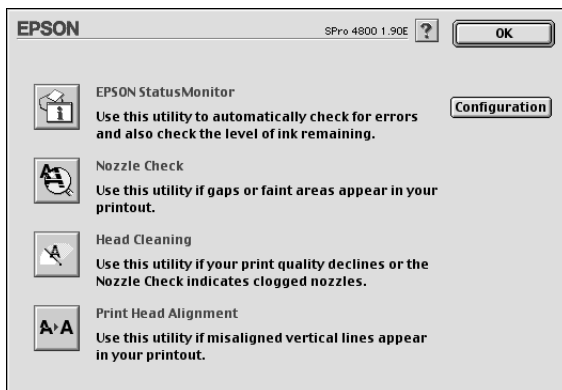 EPSON
SPro 4800 1.90E ?
OK
EPSON StatusMonitor
Use this utility to automatically check for errors
and also check the level of ink remaining.
Configuration
Nozzle Check
Use this utility if gaps or faint areas appear in your
printout.
Head Cleaning
Use this utility if your print quality declines or the
Nozzle Check indicates clogged nozzles.
A▸A
Print Head Alignment
Use this utility if misaligned vertical lines appear
in your printout.